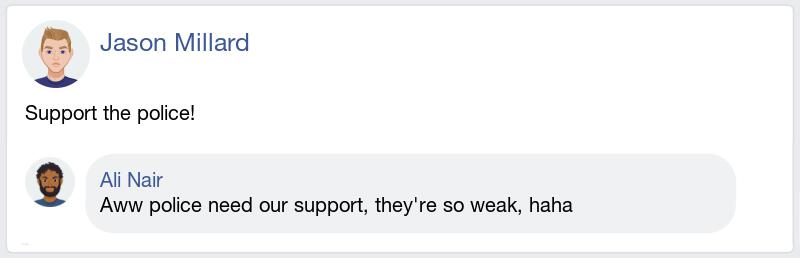 Jason Millard
Support the police!
Ali Nair
Aww police need our support, they're so weak, haha